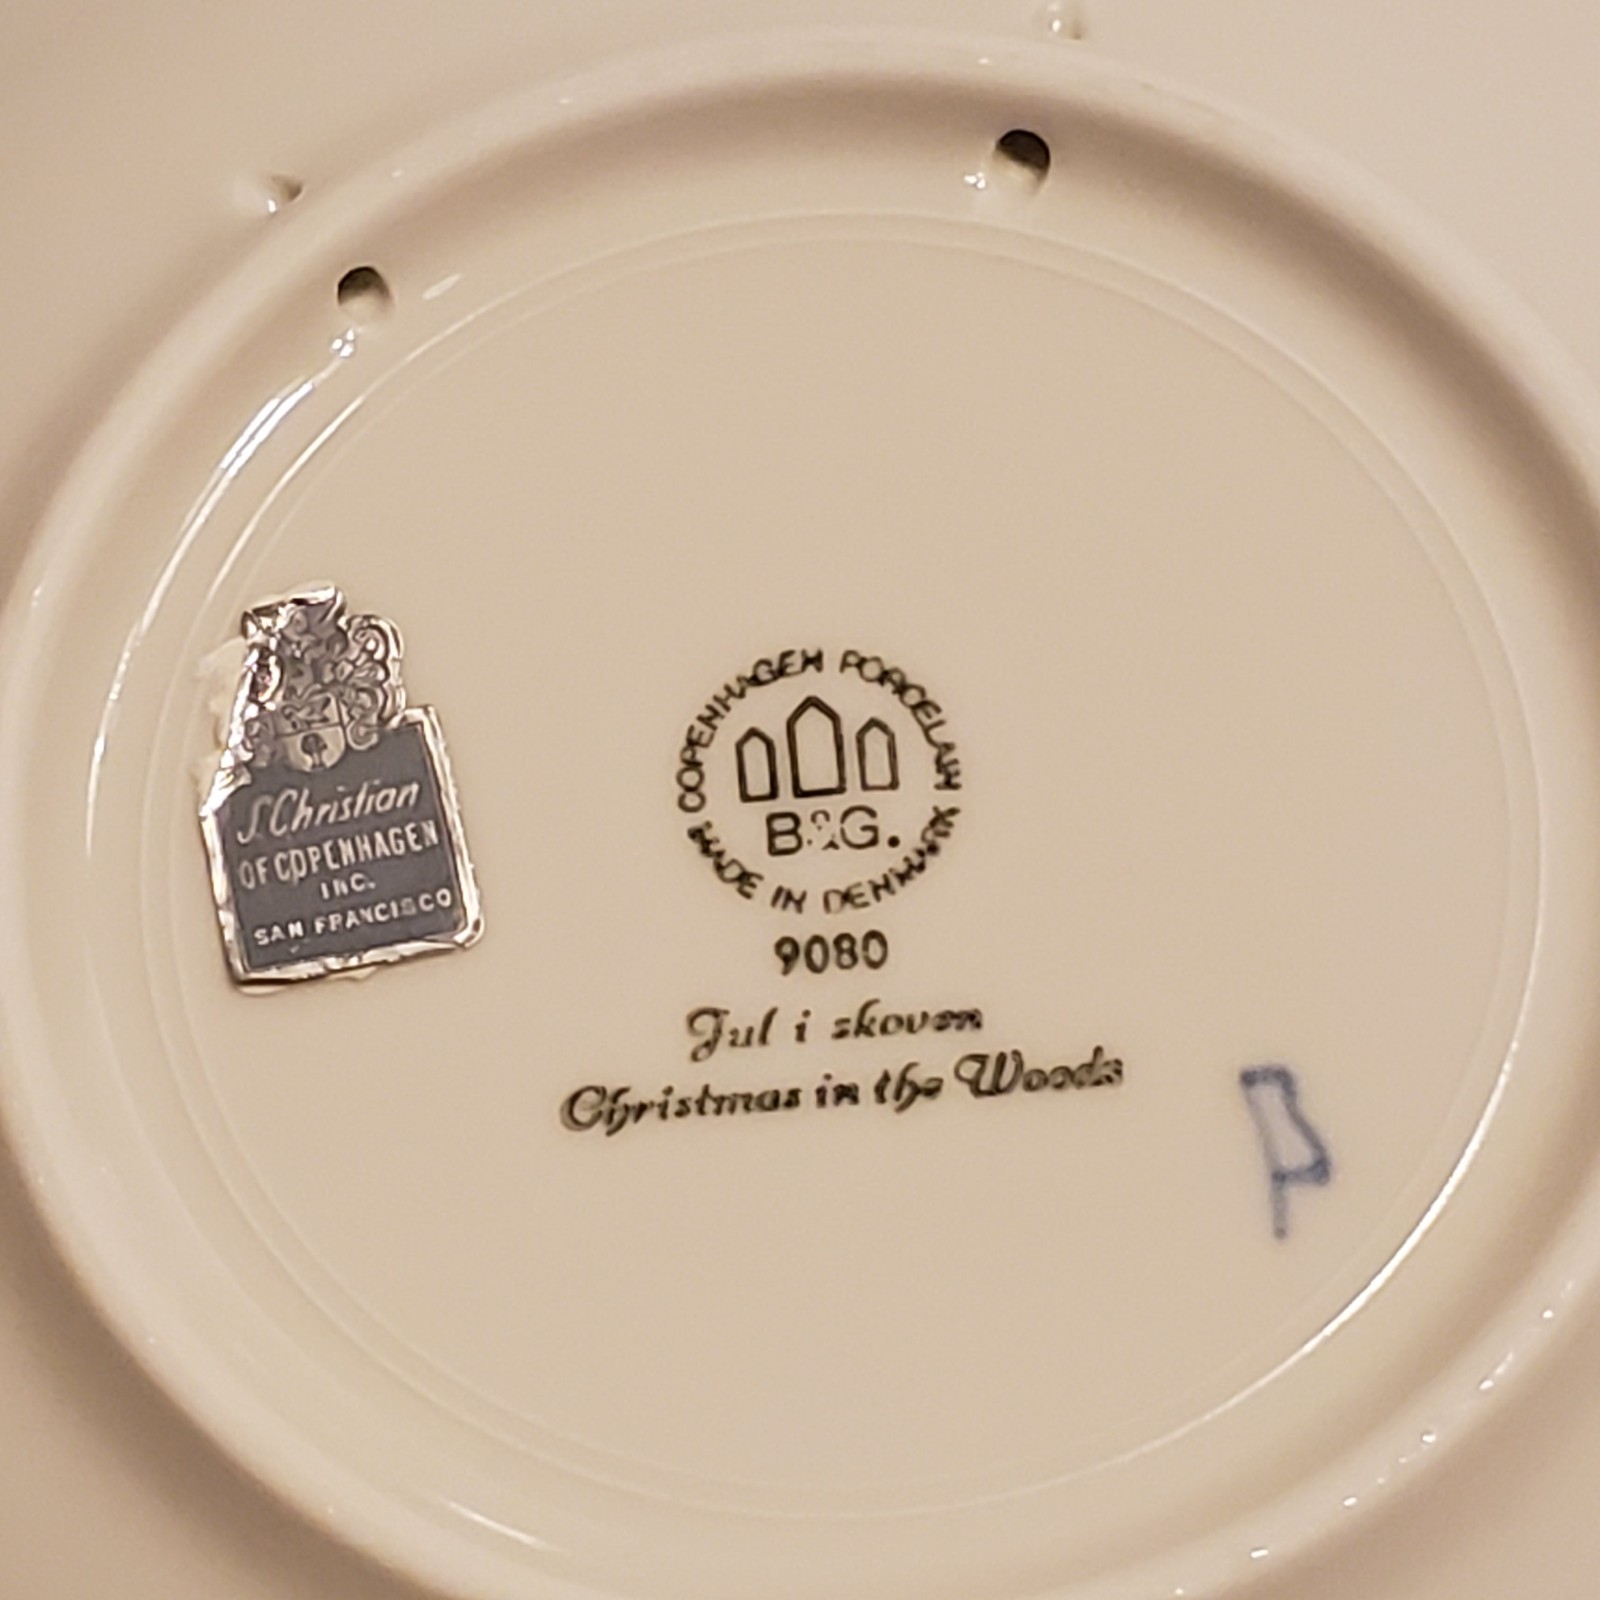 S.Christian
OF COPENHAGEN
INC.
SAN FRANCISCO
COPENHAGEN PORCELAIN
MADE IN DENMARK
B&G.
9080
Jul i skoven
Christmas in the Woods